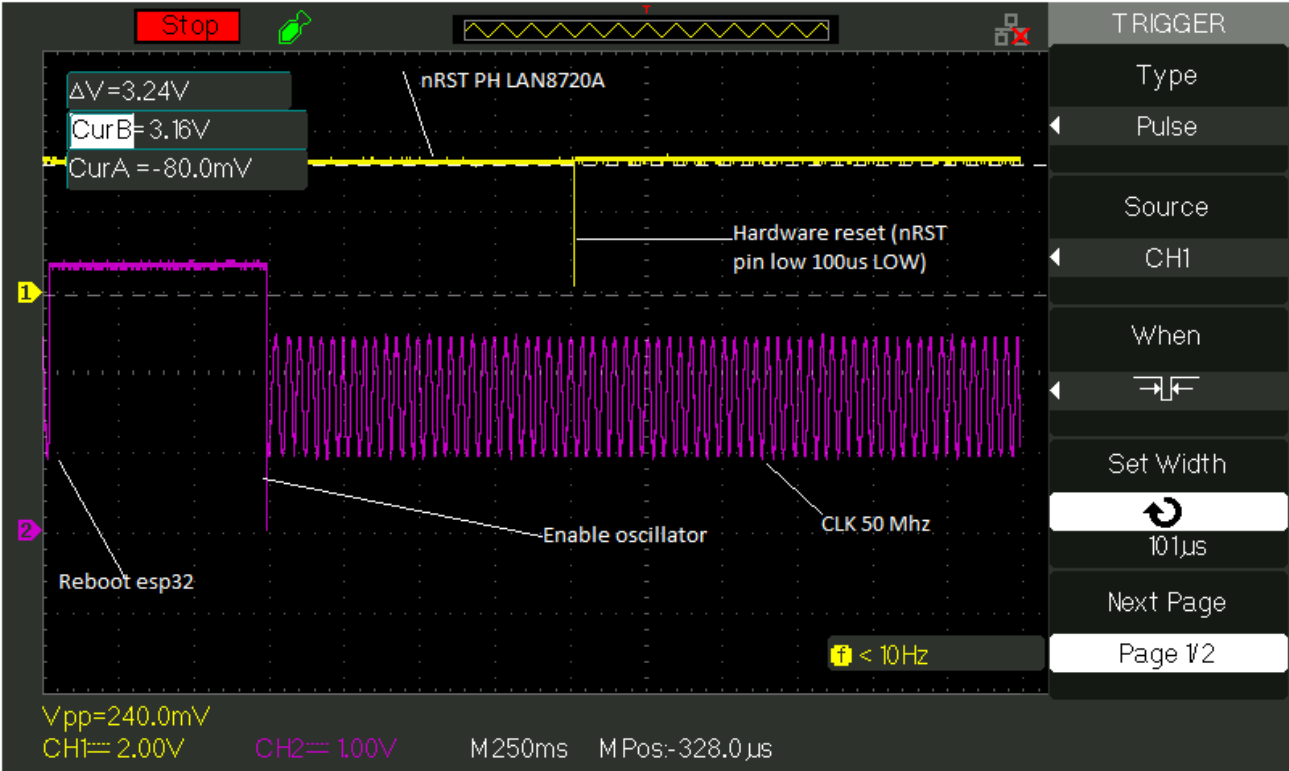 Stop
T
TRIGGER
Type
Pulse
Source
CH1
When
Set Width
101µs
Next Page
Page 1/2
ΔV=3.24V
CurB=3.16V
CurA=-80.0mV
nRST PH LAN8720A
Hardware reset (nRST
pin low 100us LOW)
1
2
Enable oscillator
CLK 50 Mhz
Reboot esp32
f < 10Hz
Vpp=240.0mV
CH1 2.00V CH2 1.00V M250ms M Pos:-328.0µs